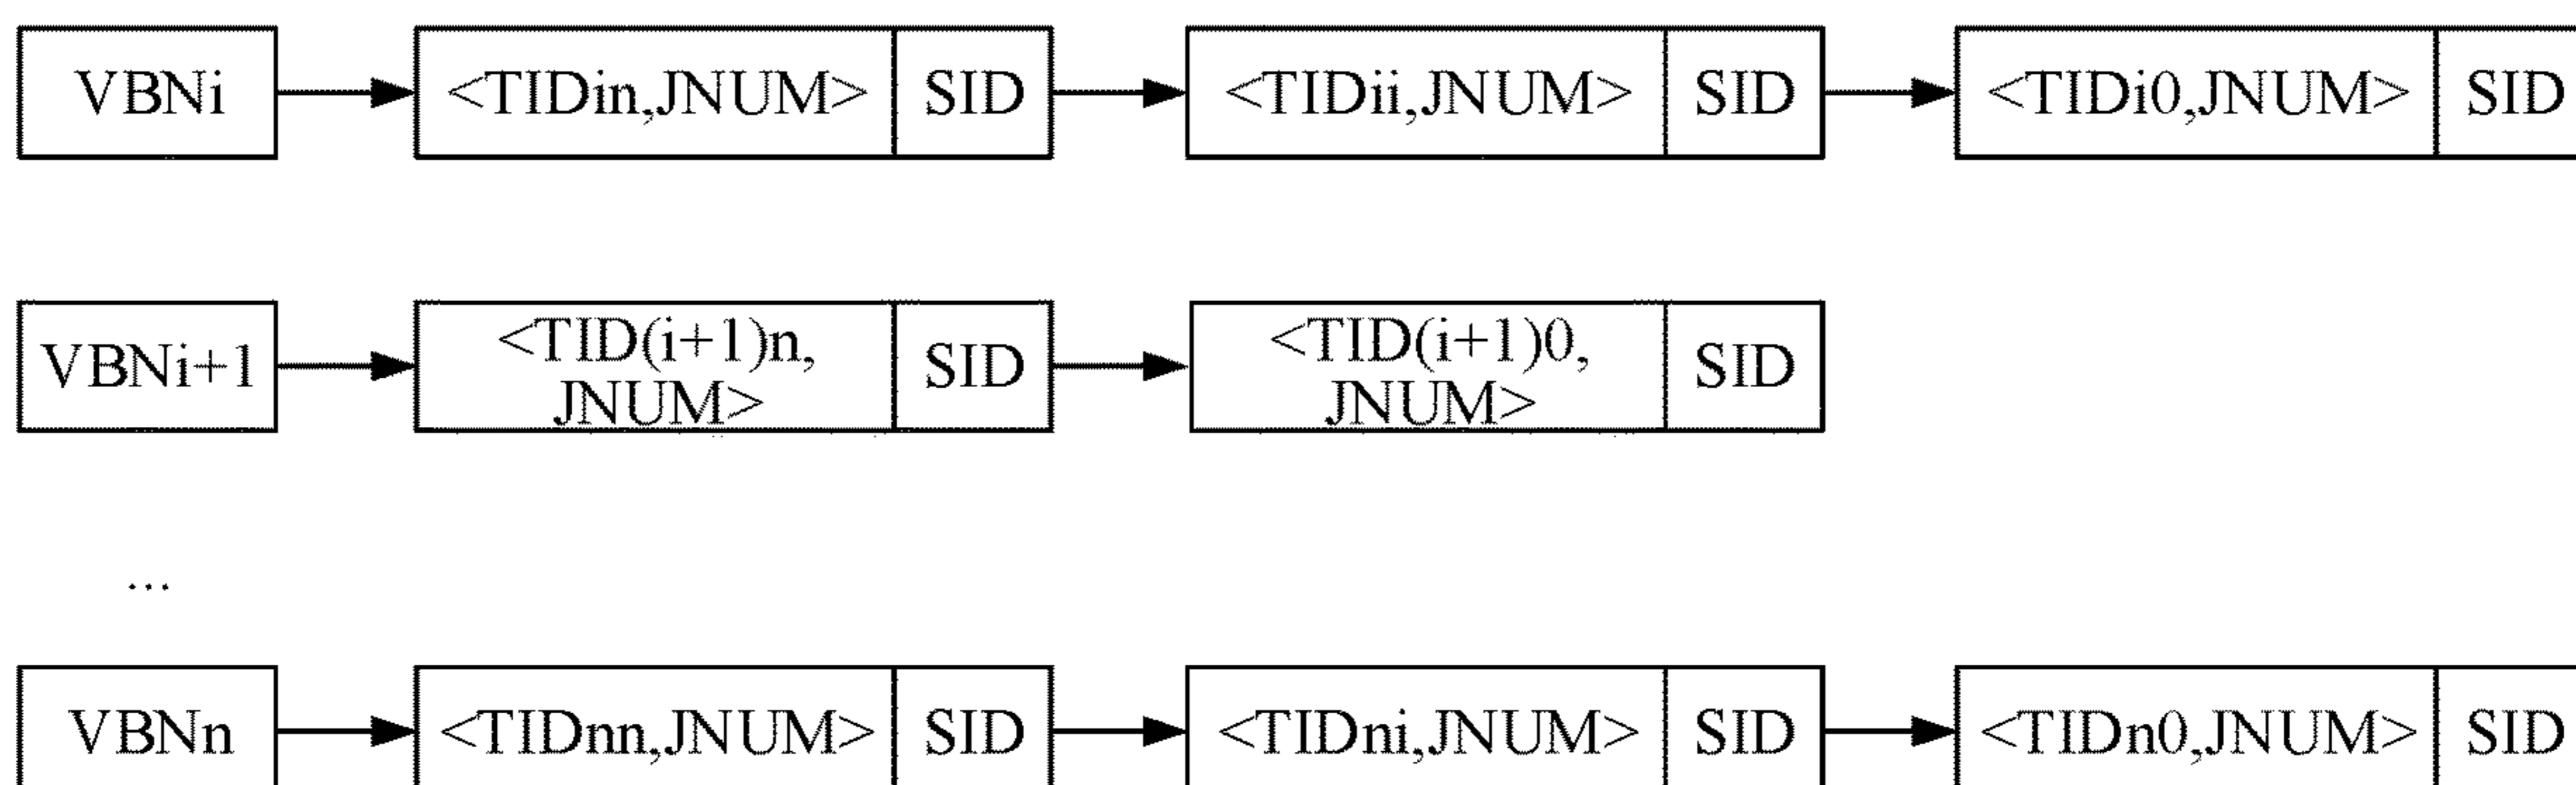 VBNi <TIDin,JNUM> SID <TIDii,JNUM> SID <TIDi0,JNUM> SID
VBNi+1 <TID(i+1)n, JNUM> SID <TID(i+1)0, JNUM> SID
...
VBNn <TIDnn,JNUM> SID <TIDni,JNUM> SID <TIDn0,JNUM> SID